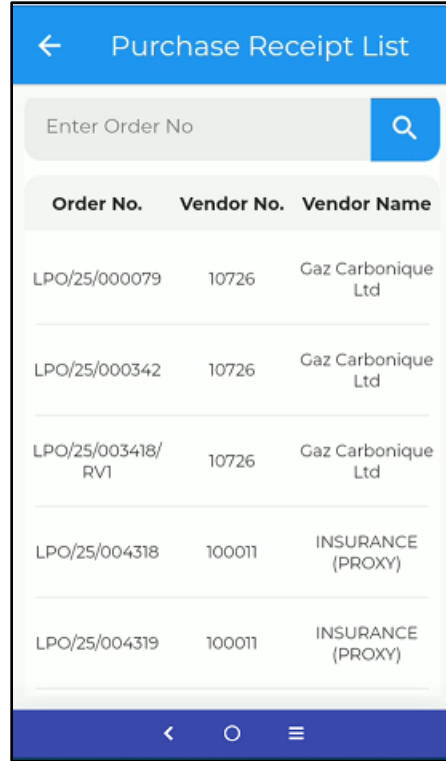 Purchase Receipt List
Enter Order No
Order No. Vendor No. Vendor Name
LPO/25/000079 10726 Gaz Carbonique
Ltd
LPO/25/000342 10726 Gaz Carbonique
Ltd
LPO/25/003418/
RV1 10726 Gaz Carbonique
Ltd
LPO/25/004318 100011 INSURANCE
(PROXY)
LPO/25/004319 100011 INSURANCE
(PROXY)